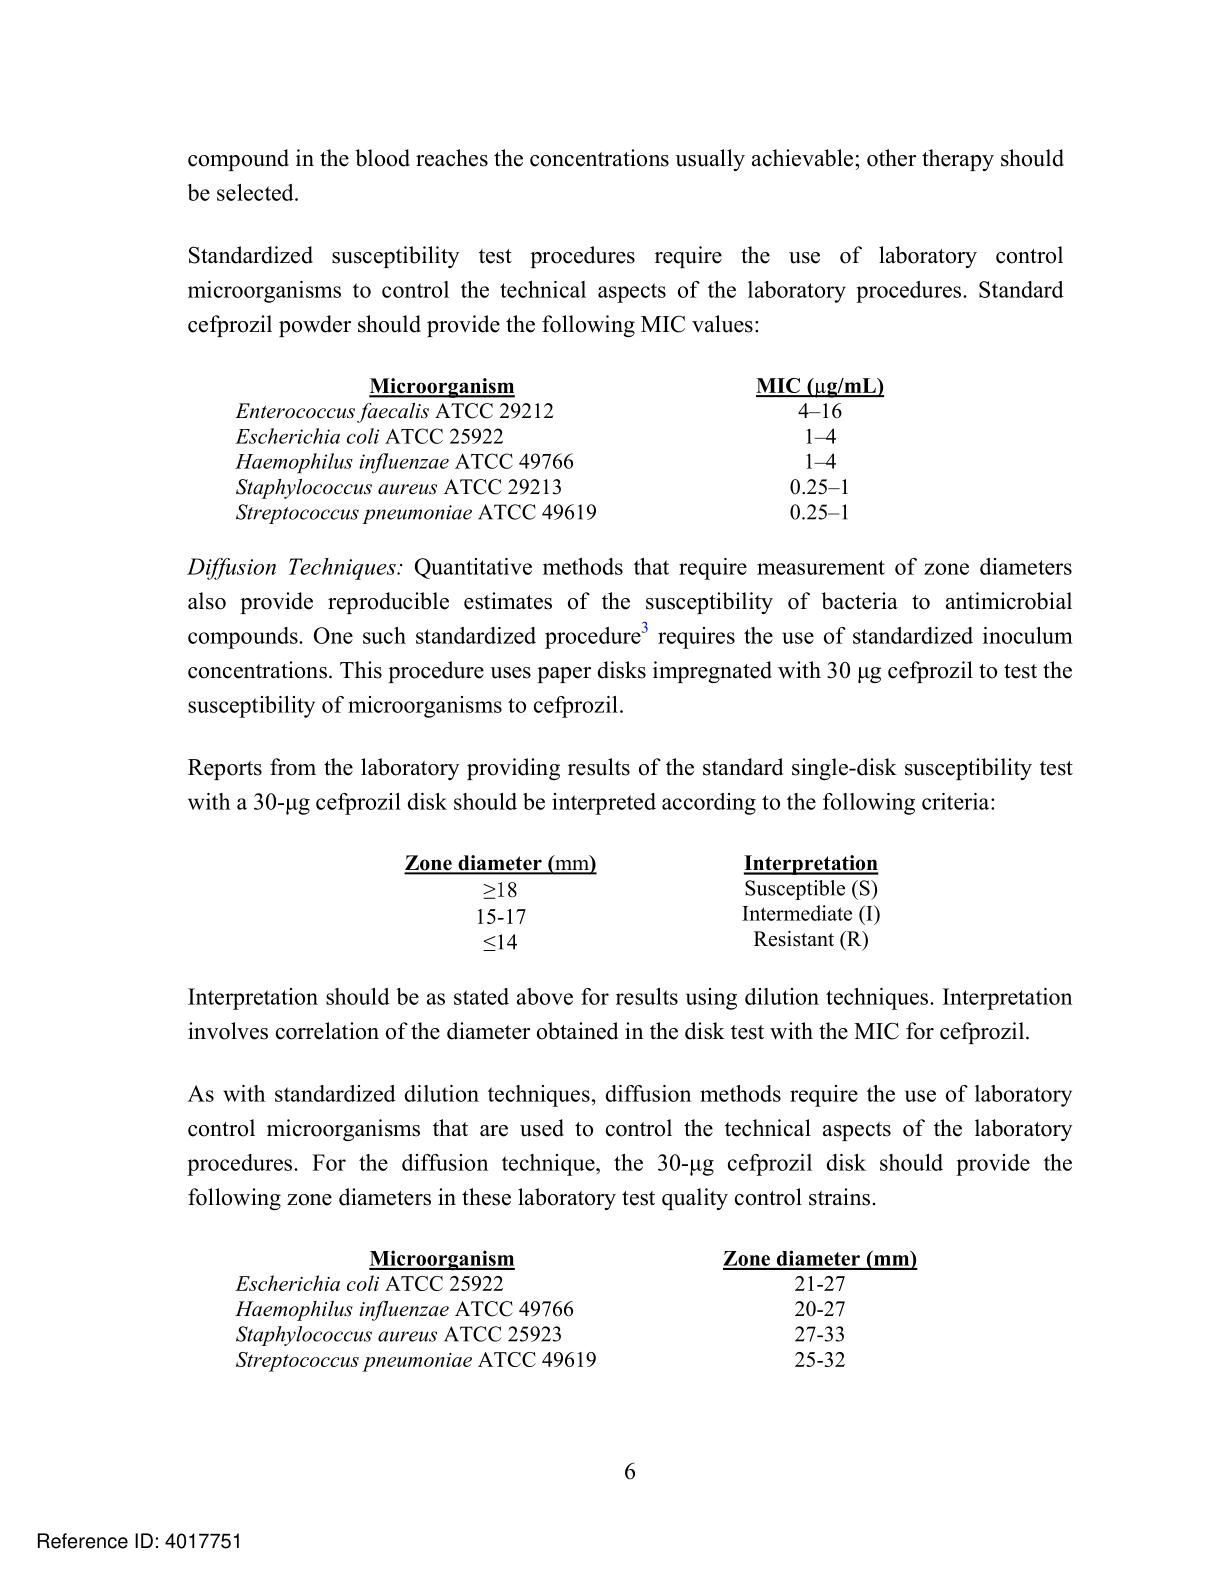 compound in the blood reaches the concentrations usually achievable; other therapy should
be selected.
Standardized susceptibility test procedures require the use of laboratory control
microorganisms to control the technical aspects of the laboratory procedures. Standard
cefprozil powder should provide the following MIC values:
Microorganism MIC (µg/mL)
Enterococcus faecalis ATCC 29212 4–16
Escherichia coli ATCC 25922 1–4
Haemophilus influenzae ATCC 49766 1–4
Staphylococcus aureus ATCC 29213 0.25–1
Streptococcus pneumoniae ATCC 49619 0.25–1
Diffusion Techniques: Quantitative methods that require measurement of zone diameters
also provide reproducible estimates of the susceptibility of bacteria to antimicrobial
compounds. One such standardized procedure3 requires the use of standardized inoculum
concentrations. This procedure uses paper disks impregnated with 30 µg cefprozil to test the
susceptibility of microorganisms to cefprozil.
Reports from the laboratory providing results of the standard single-disk susceptibility test
with a 30-µg cefprozil disk should be interpreted according to the following criteria:
Zone diameter (mm) Interpretation
≥18 Susceptible (S)
15-17 Intermediate (I)
≤14 Resistant (R)
Interpretation should be as stated above for results using dilution techniques. Interpretation
involves correlation of the diameter obtained in the disk test with the MIC for cefprozil.
As with standardized dilution techniques, diffusion methods require the use of laboratory
control microorganisms that are used to control the technical aspects of the laboratory
procedures. For the diffusion technique, the 30-µg cefprozil disk should provide the
following zone diameters in these laboratory test quality control strains.
Microorganism Zone diameter (mm)
Escherichia coli ATCC 25922 21-27
Haemophilus influenzae ATCC 49766 20-27
Staphylococcus aureus ATCC 25923 27-33
Streptococcus pneumoniae ATCC 49619 25-32
6
Reference ID: 4017751